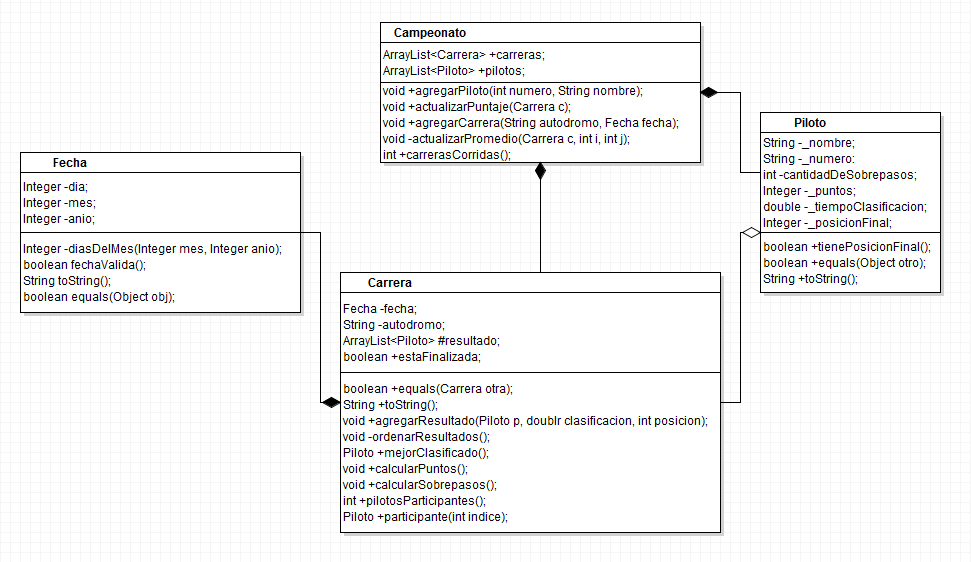 Campeonato
ArrayList<Carrera> +carreras;
ArrayList<Piloto> +pilotos;
void +agregarPiloto(int numero, String nombre);
void +actualizarPuntaje(Carrera c);
void +agregarCarrera(String autodromo, Fecha fecha);
void -actualizarPromedio(Carrera c, int i, int j);
int +carrerasCorridas();
Piloto
String -_nombre;
String -_numero:
int -cantidadDeSobrepasos;
Integer -_puntos;
double -_tiempoClasificacion;
Integer -_posicionFinal;
boolean +tienePosicionFinal();
boolean +equals(Object otro);
String +toString();
Fecha
Integer -dia;
Integer -mes;
Integer -anio;
Integer -diasDelMes(Integer mes, Integer anio);
boolean fechaValida();
String toString();
boolean equals(Object obj);
Carrera
Fecha -fecha;
String -autodromo;
ArrayList<Piloto> #resultado;
boolean +estaFinalizada;
boolean +equals(Carrera otra);
String +toString();
void +agregarResultado(Piloto p, doublr clasificacion, int posicion);
void -ordenarResultados();
Piloto +mejorClasificado();
void +calcularPuntos();
void +calcularSobrepasos();
int +pilotosParticipantes();
Piloto +participante(int indice);